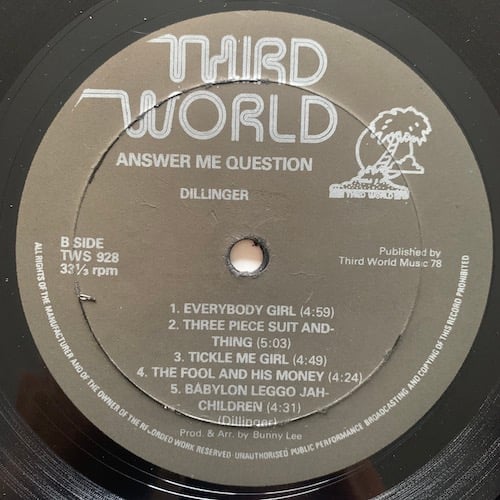 THIRD
WORLD
ANSWER ME QUESTION
DILLINGER
THIRD WORLD
B SIDE
TWS 928
33⅓ rpm
Published by
Third World Music 78
1. EVERYBODY GIRL (4:59)
2. THREE PIECE SUIT AND-
THING (5:03)
3. TICKLE ME GIRL (4:49)
4. THE FOOL AND HIS MONEY (4:24)
5. BABYLON LEGGO JAH-
CHILDREN (4:31)
(Dillinger)
Prod. & Arr. by Bunny Lee
ALL RIGHTS OF THE MANUFACTURER AND OF THE OWNER OF THE RECORDED WORK RESERVED · UNAUTHORISED PUBLIC PERFORMANCE BROADCASTING AND COPYING OF THIS RECORD PROHIBITED